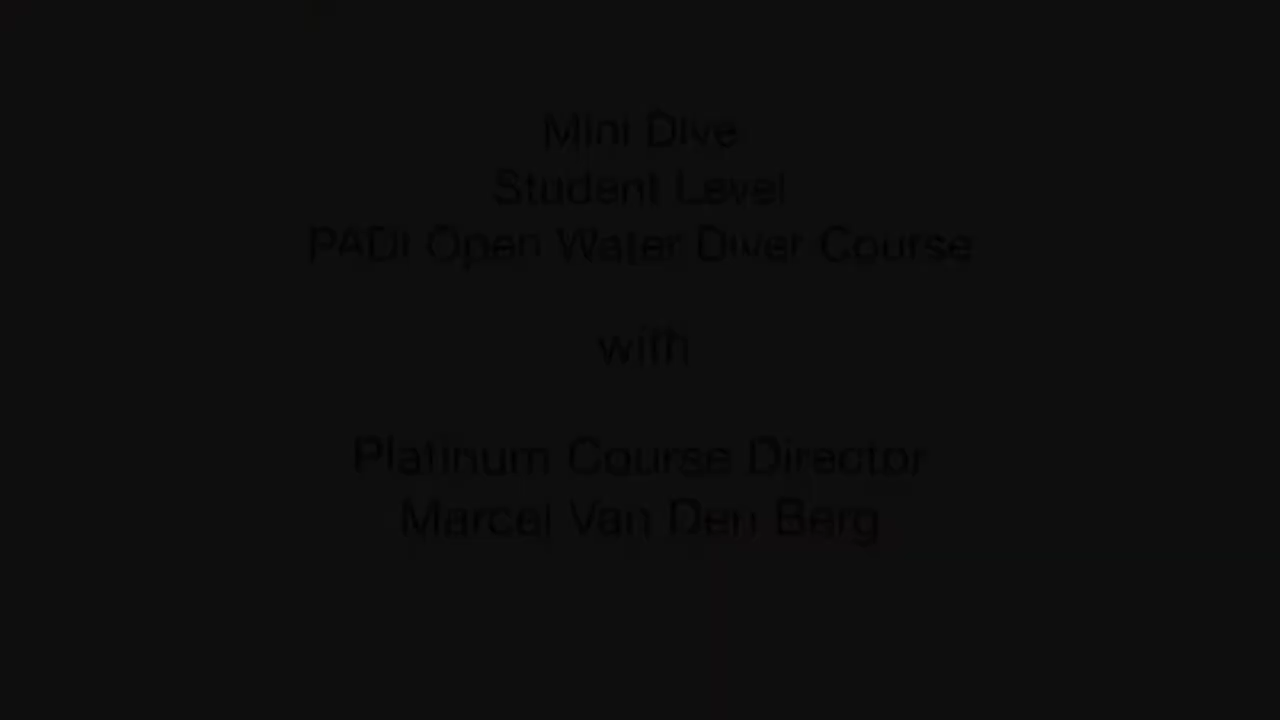 Mini Dive
Student Level
PADI Open Water Diver Course
with
Platinum Course Director
Marcel Van Den Berg